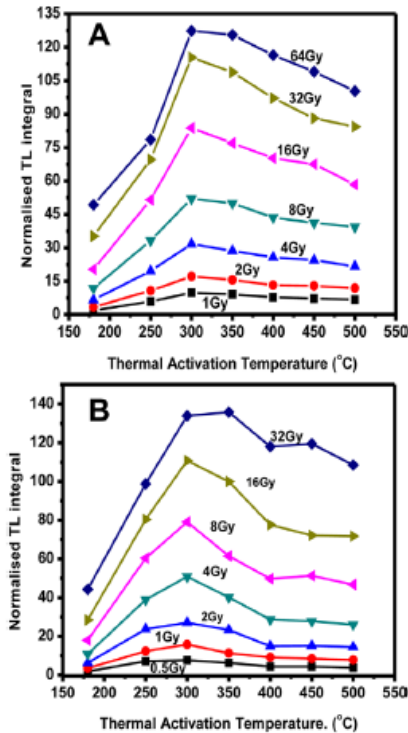 A
135
120
105
90
75
60
45
30
15
0
Normalised TL integral
64Gy
32Gy
16Gy
8Gy
4Gy
2Gy
1Gy
150 200 250 300 350 400 450 500 550
Thermal Activation Temperature (°C)
B
140
120
100
80
60
40
20
0
Normalised TL integral
32Gy
16Gy
8Gy
4Gy
2Gy
1Gy
0.5Gy
150 200 250 300 350 400 450 500 550
Thermal Activation Temperature. (°C)